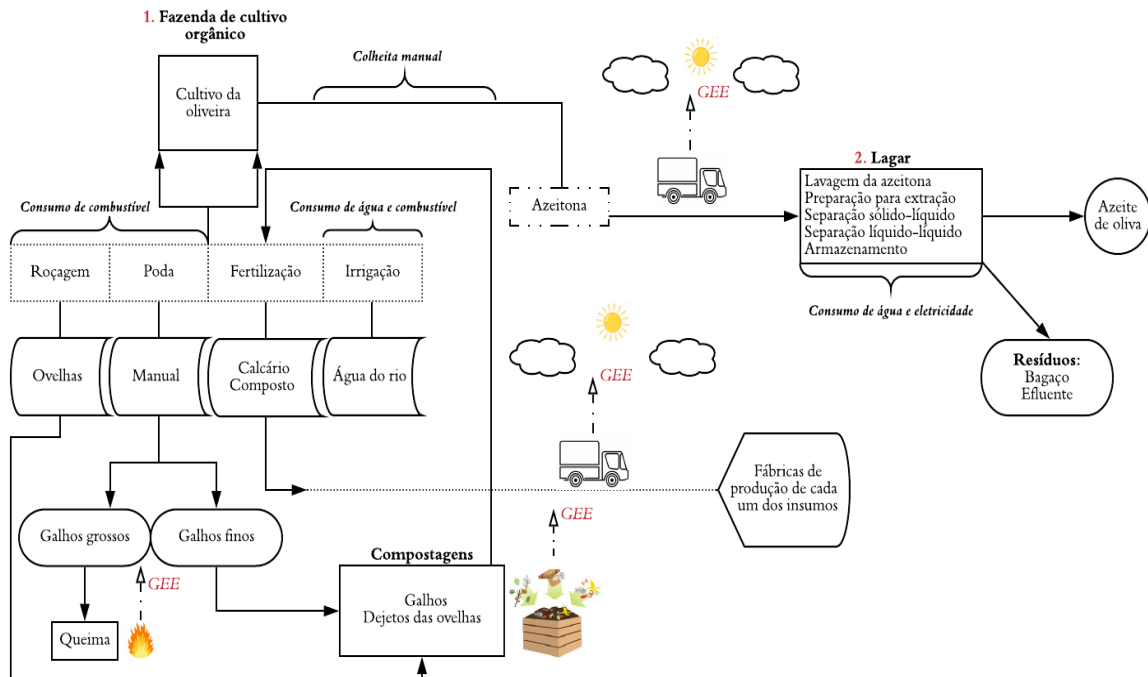 1. Fazenda de cultivo
orgânico
Colheita manual
Cultivo da
oliveira
GEE
2. Lagar
Lavagem da azeitona
Preparação para extração
Separação sólido-líquido
Separação líquido-líquido
Armazenamento
Azeitona
Azeite
de oliva
Consumo de combustível
Consumo de água e combustível
Roçagem
Poda
Fertilização
Irrigação
Consumo de água e eletricidade
Ovelhas
Manual
Calcário
Composto
Água do rio
GEE
Resíduos:
Bagaço
Efluente
Fábricas de
produção de cada
um dos insumos
GEE
Galhos grossos
Galhos finos
Compostagens
GEE
Galhos
Dejetos das ovelhas
Queima